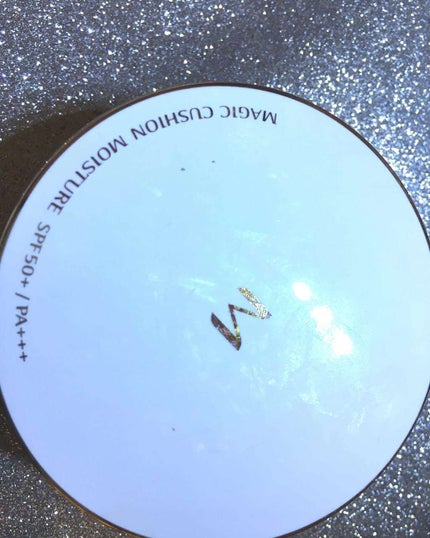 MAGIC CUSHION MOISTURE SPF50+ / PA+++
M